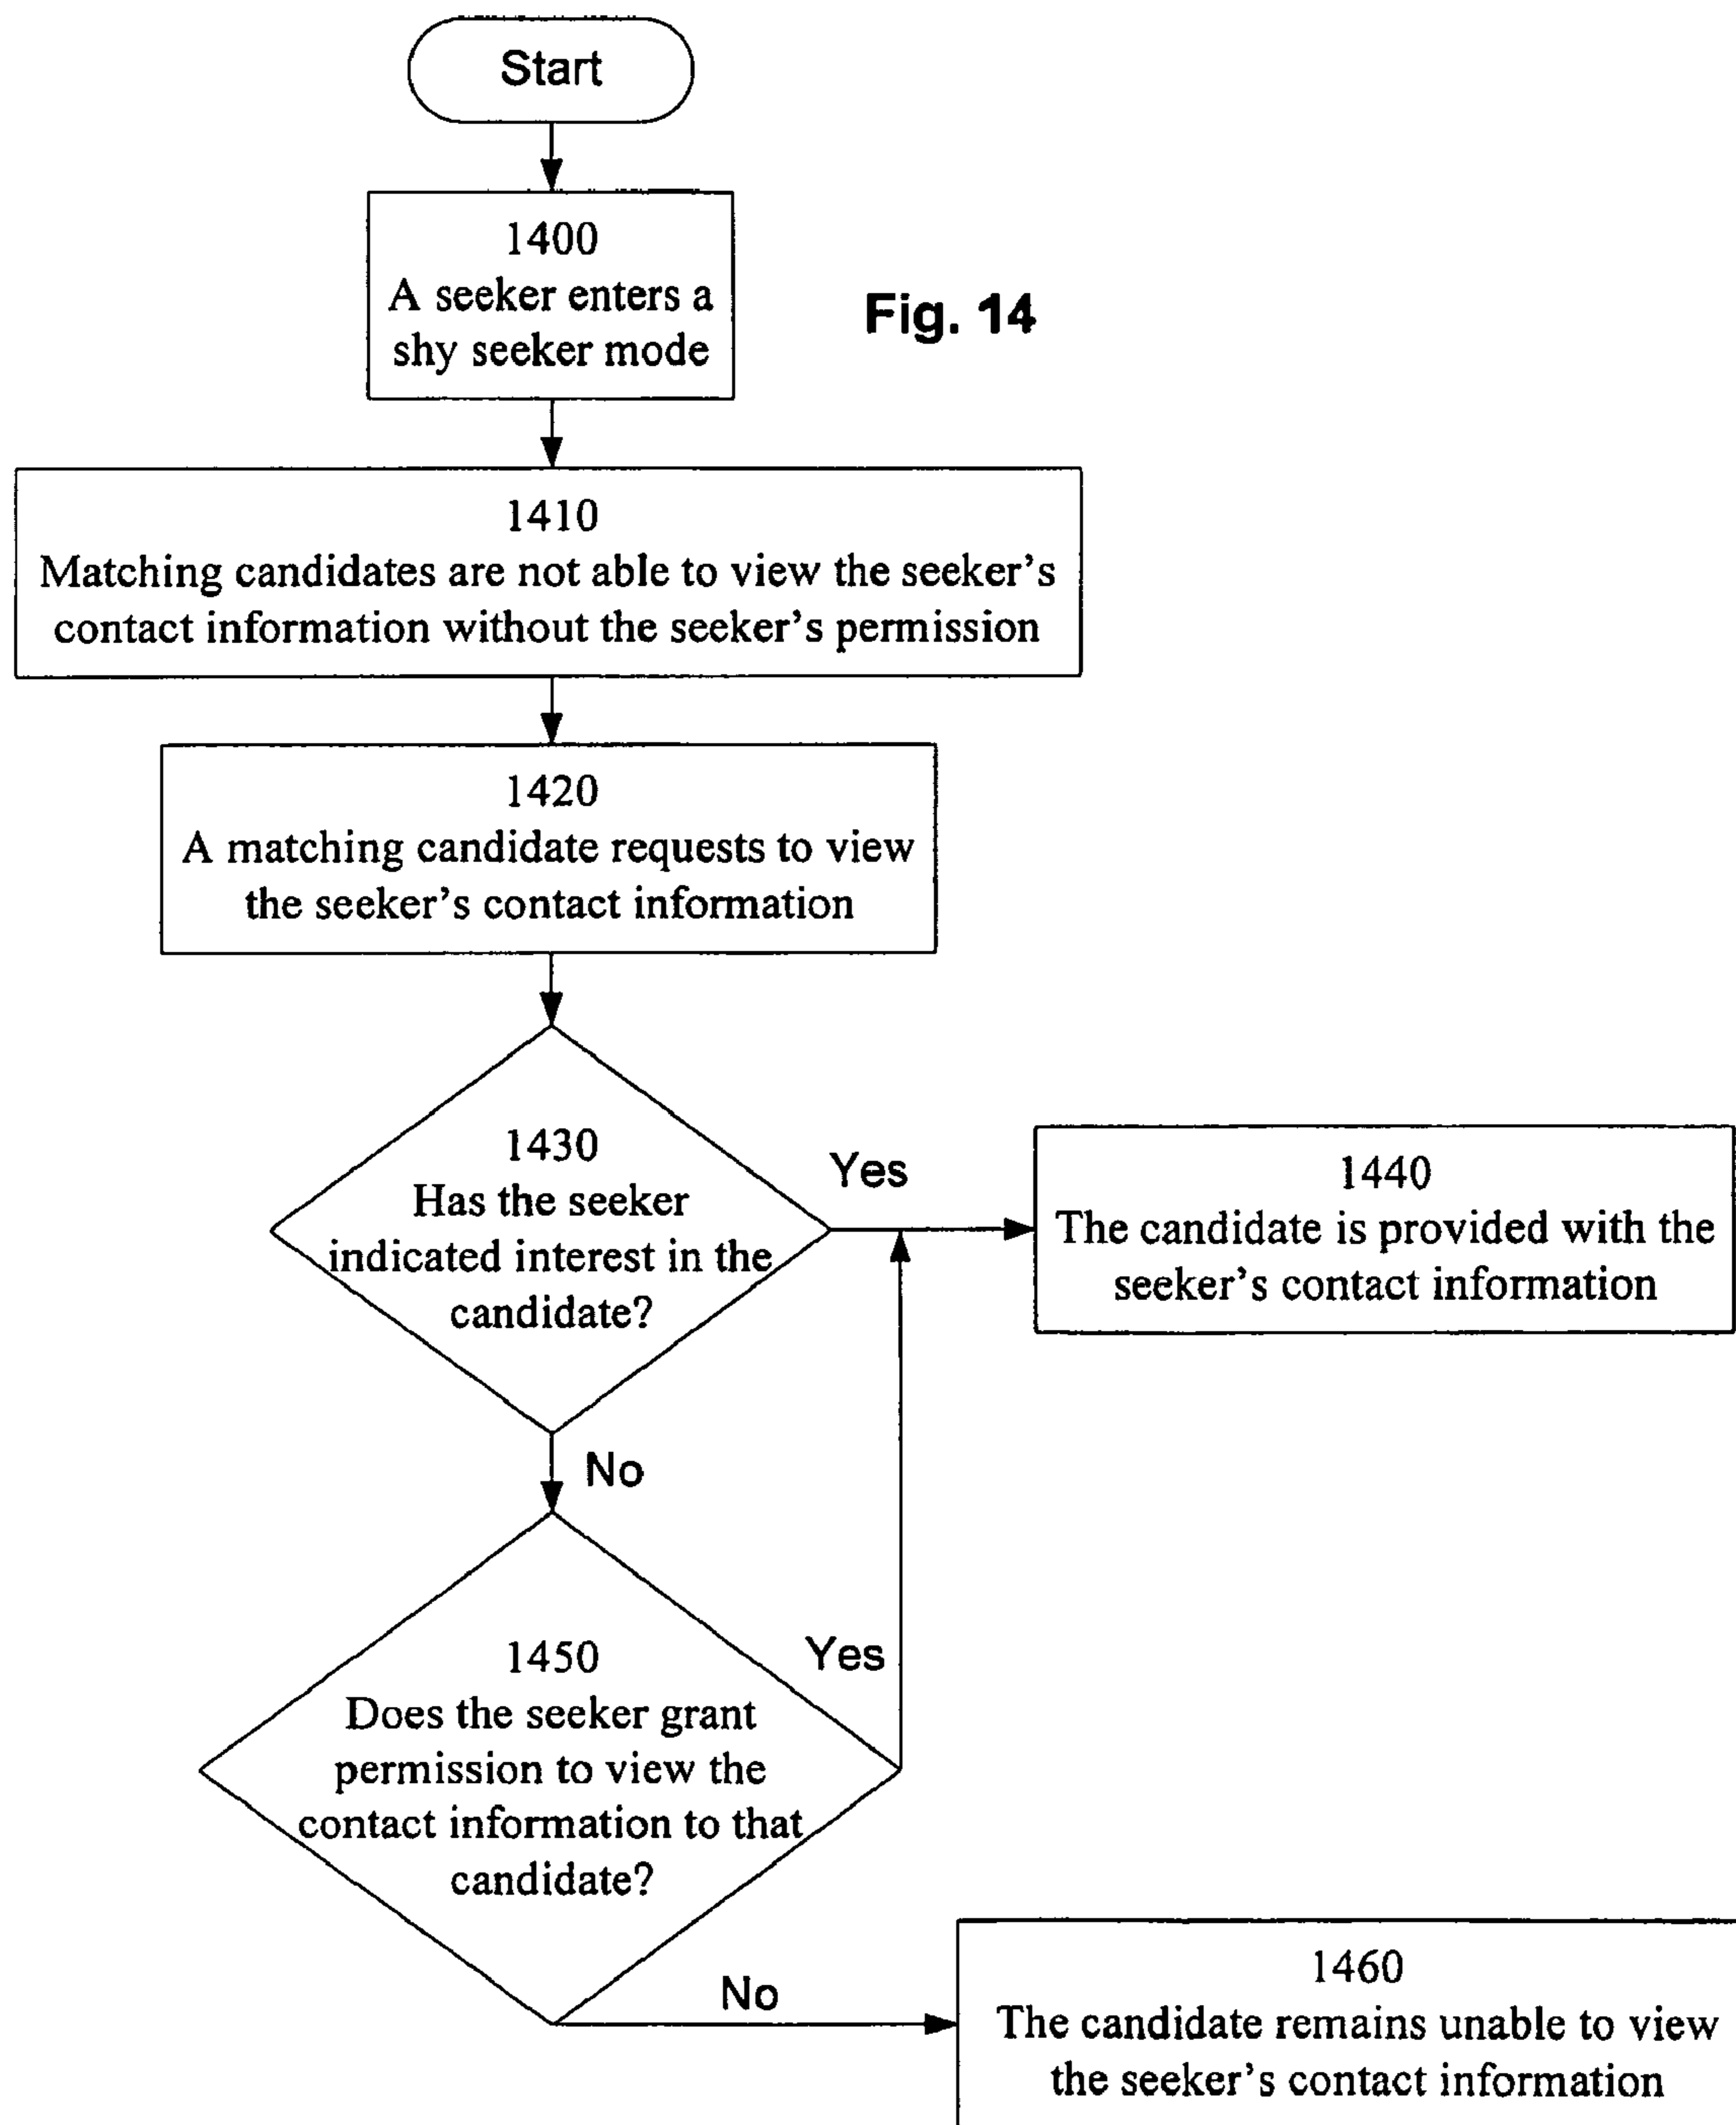 Start
1400
A seeker enters a
shy seeker mode
Fig. 14
1410
Matching candidates are not able to view the seeker's
contact information without the seeker's permission
1420
A matching candidate requests to view
the seeker's contact information
1430
Has the seeker
indicated interest in the
candidate?
Yes
1440
The candidate is provided with the
seeker's contact information
No
1450
Does the seeker grant
permission to view the
contact information to that
candidate?
Yes
No
1460
The candidate remains unable to view
the seeker's contact information